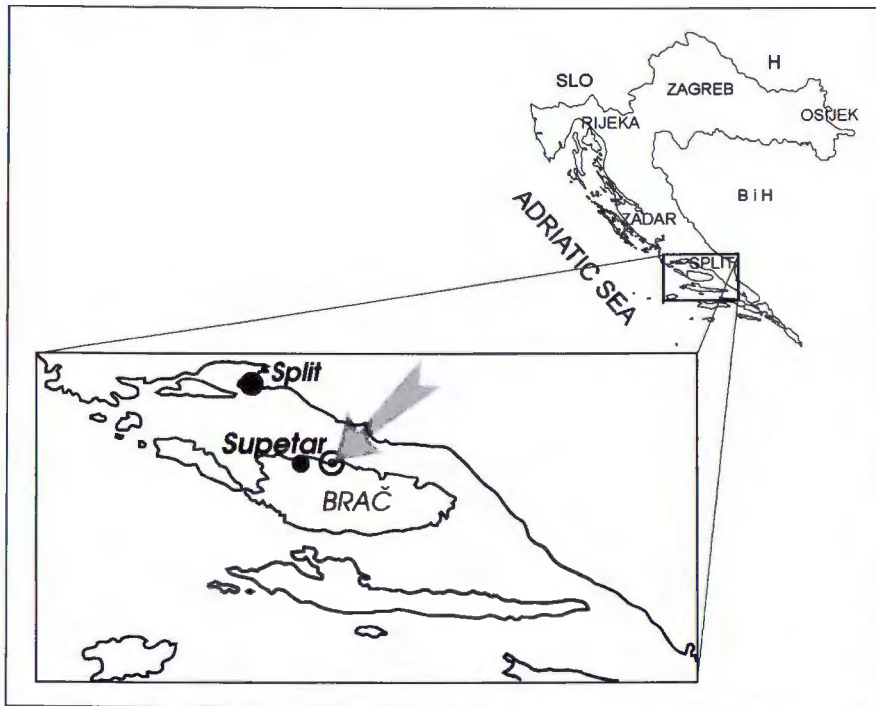 H
SLO
ZAGREB
OSIJEK
RIJEKA
B i H
ZADAR
ADRIATIC SEA
SPLIT
Split
Supetar
BRAČ